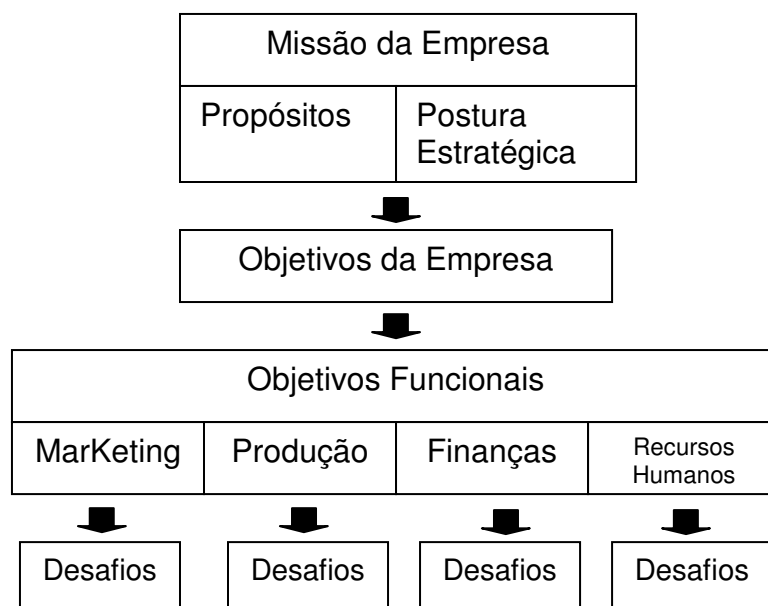 Missão da Empresa
Propósitos
Postura
Estratégica
Objetivos da Empresa
Objetivos Funcionais
MarKeting
Produção
Finanças
Recursos
Humanos
Desafios
Desafios
Desafios
Desafios